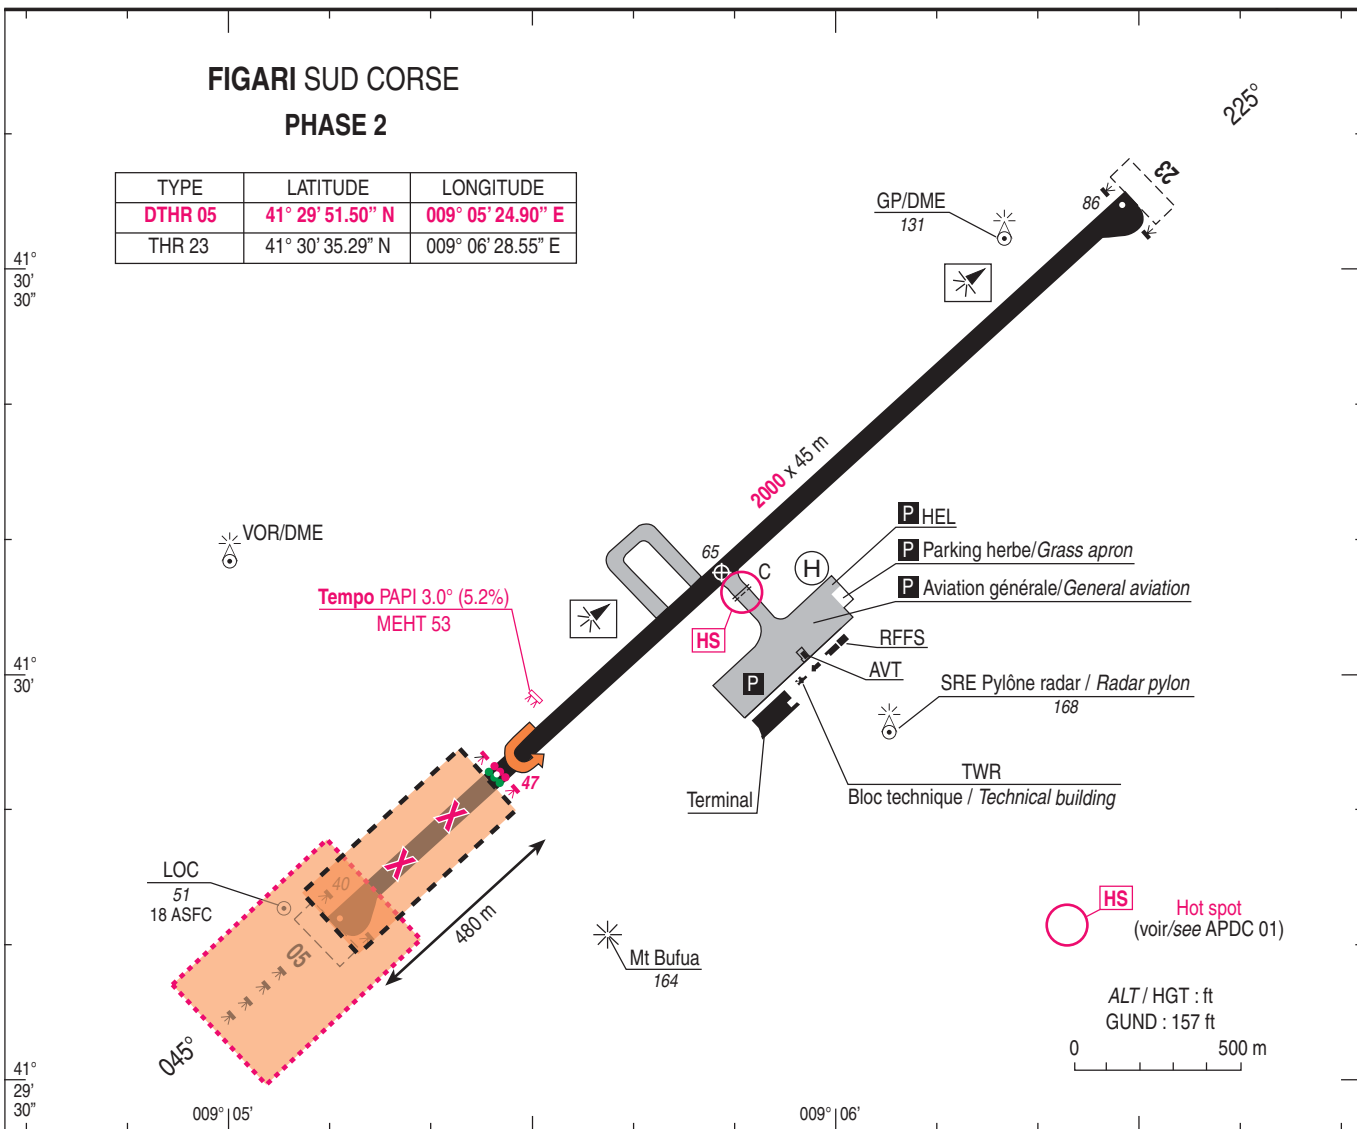 FIGARI SUD CORSE
PHASE 2
TYPE LATITUDE LONGITUDE
DTHR 05 41° 29’ 51.50” N 009° 05’ 24.90” E
THR 23 41° 30’ 35.29” N 009° 06’ 28.55” E
225°
23
86
GP/DME
131
41°
30’
30”
2000 x 45 m
VOR/DME
65
C
H
P HEL
P Parking herbe/Grass apron
P Aviation générale/General aviation
Tempo PAPI 3.0° (5.2%)
MEHT 53
HS
RFFS
AVT
P
41°
30’
SRE Pylône radar / Radar pylon
168
TWR
Bloc technique / Technical building
Terminal
47
X
X
LOC
51
18 ASFC
40
480 m
05
045°
Mt Bufua
164
HS
Hot spot
(voir/see APDC 01)
ALT / HGT : ft
GUND : 157 ft
0 500 m
41°
29’
30”
009° 05’
009° 06’